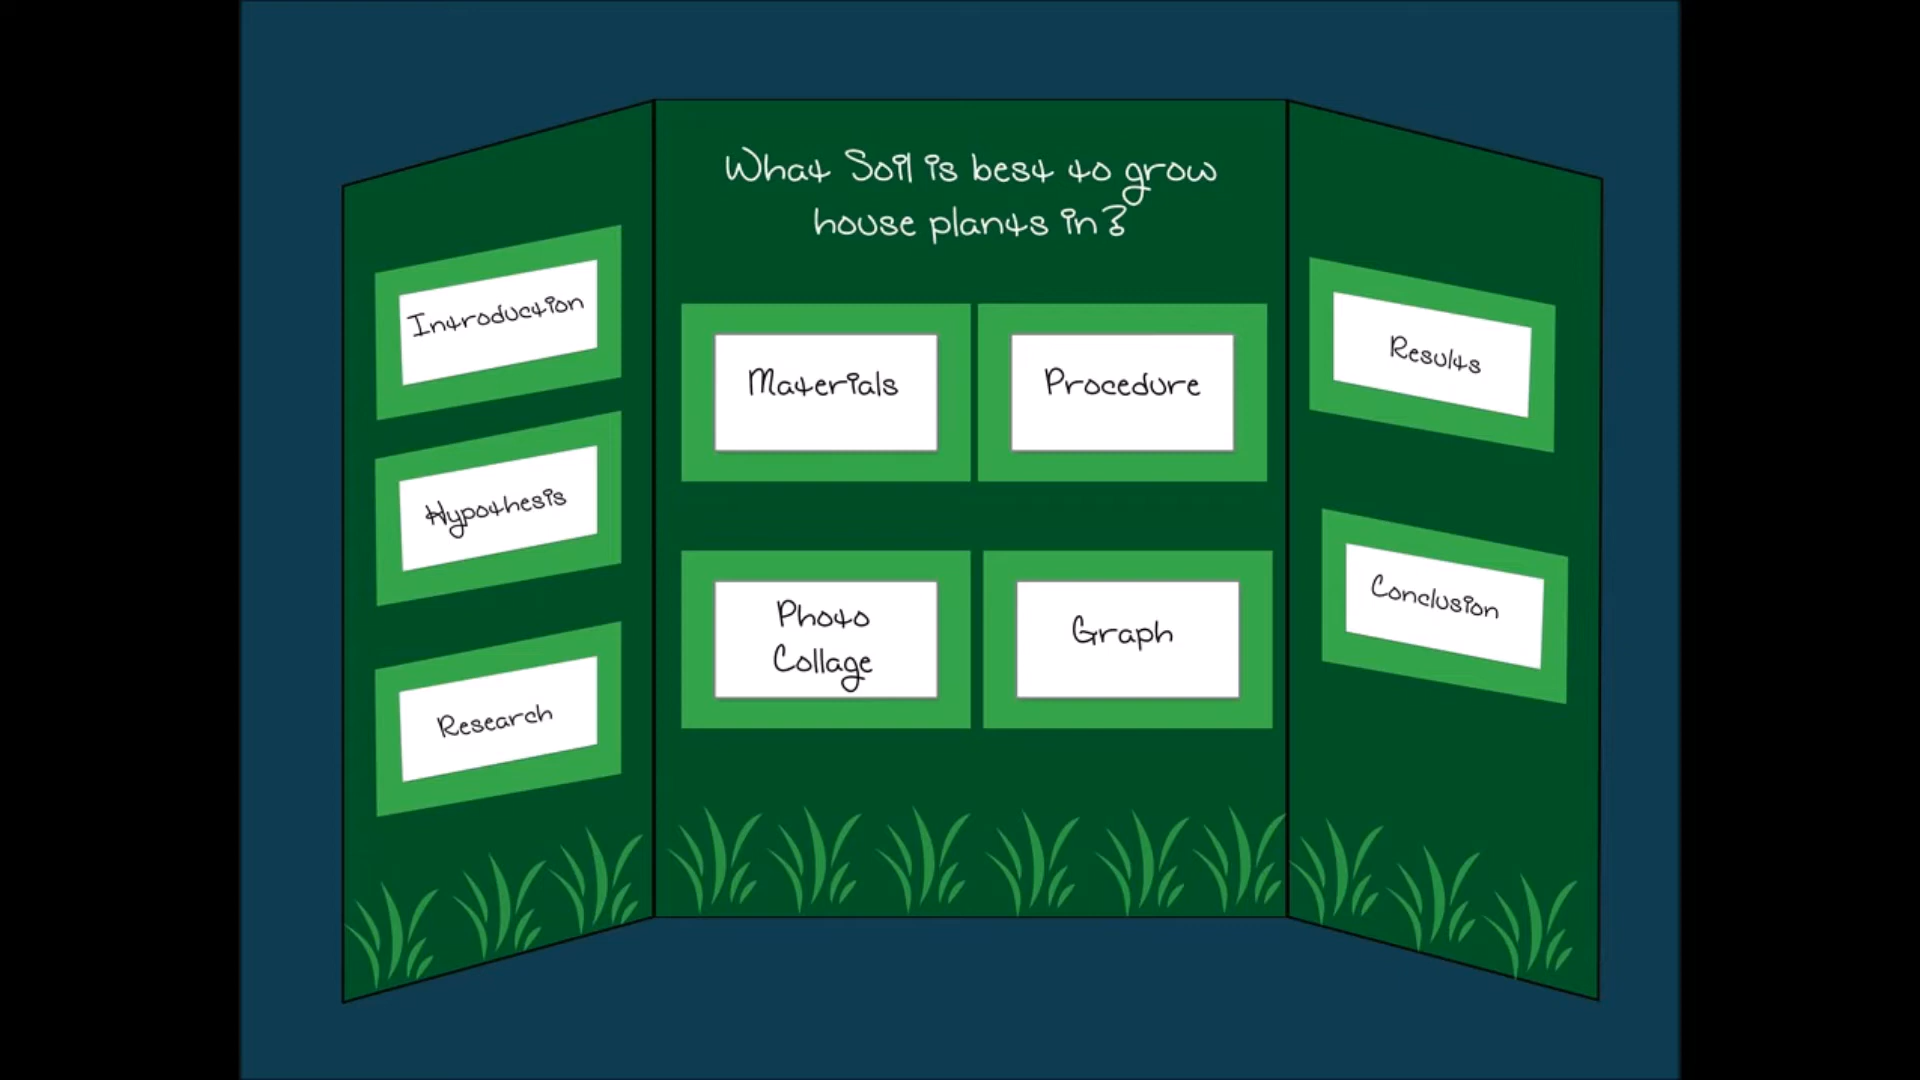 What Soil is best to grow
house plants in?
Introduction
Hypothesis
Research
Materials
Procedure
Photo
Collage
Graph
Results
Conclusion